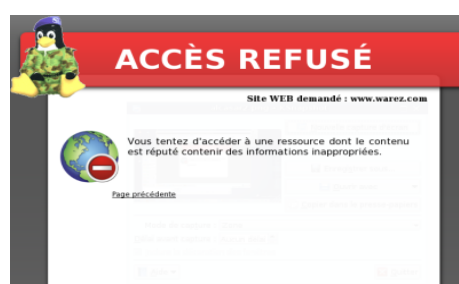 ACCÈS REFUSÉ
Site WEB demandé : www.warez.com
Vous tentez d'accéder à une ressource dont le contenu
est réputé contenir des informations inappropriées.
Page précédente